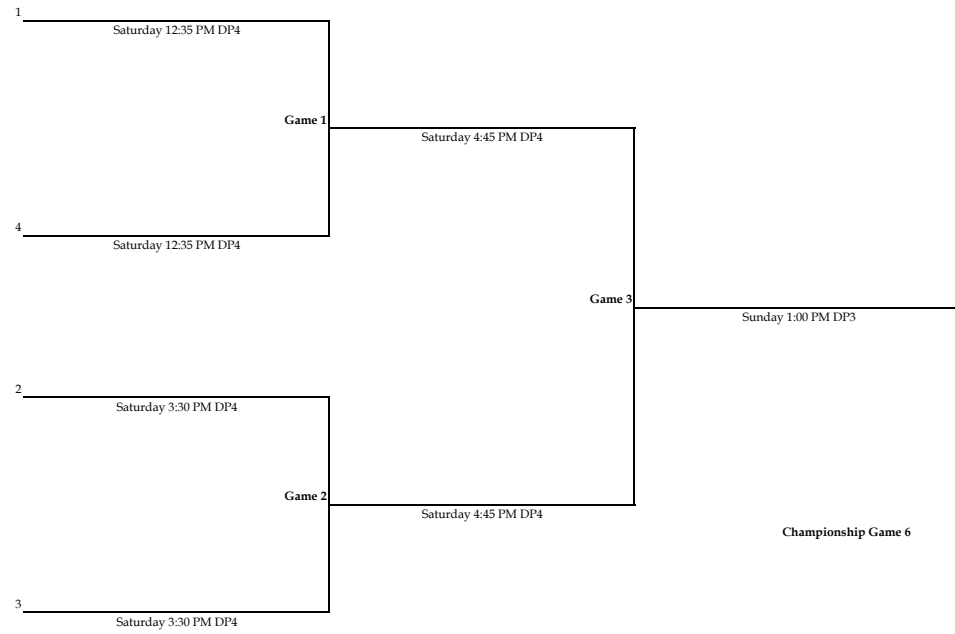 1
Saturday 12:35 PM DP4
Game 1
Saturday 4:45 PM DP4
4
Saturday 12:35 PM DP4
Game 3
Sunday 1:00 PM DP3
2
Saturday 3:30 PM DP4
Game 2
Saturday 4:45 PM DP4
Championship Game 6
3
Saturday 3:30 PM DP4